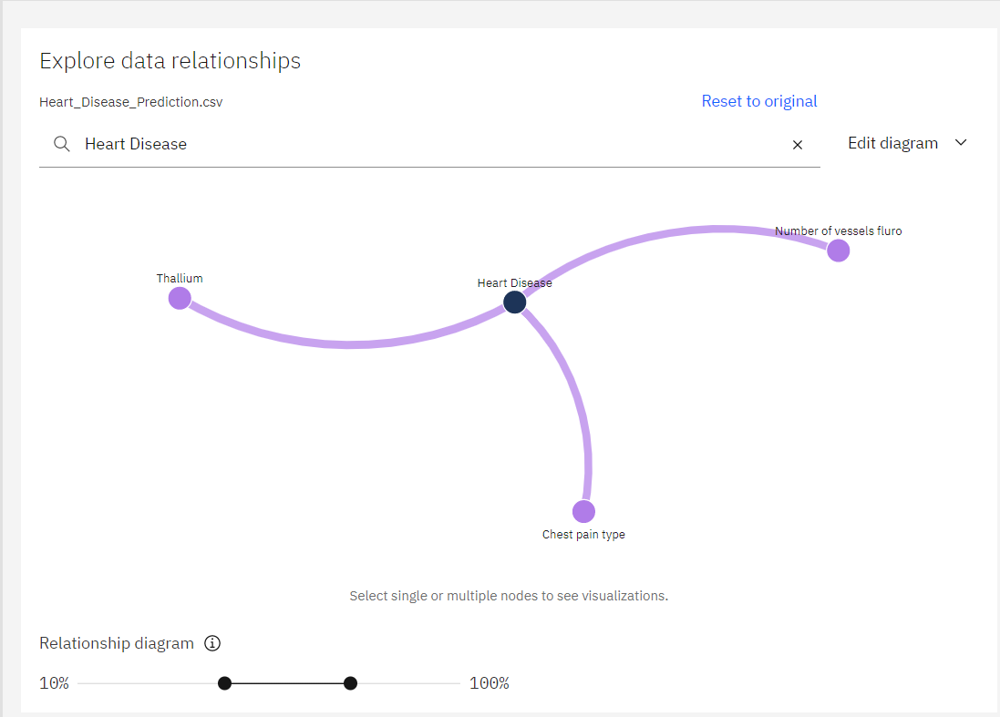 Explore data relationships
Heart_Disease_Prediction.csv
Reset to original
Heart Disease
Edit diagram
Number of vessels fluro
Thallium
Heart Disease
Chest pain type
Select single or multiple nodes to see visualizations.
Relationship diagram
10%
100%